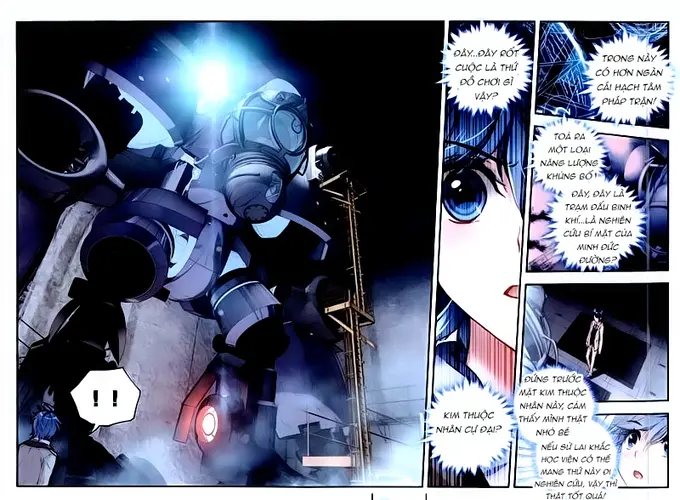 ! !
ĐÂY...ĐÂY RỐT
CUỘC LÀ THỨ
ĐỒ CHƠI GÌ
VẬY?
KIM THUỘC
NHÂN CỰ ĐẠI?
TRONG NÀY
CÓ HƠN NGÀN
CÁI HẠCH TÂM
PHÁP TRẬN!
TOẢ RA
MỘT LOẠI
NĂNG LƯỢNG
KHỦNG BỐ
ĐÂY, ĐÂY LÀ
TRẠM ĐẤU BINH
KHÍ...LÀ NGHIÊN
CỨU BÍ MẬT CỦA
MINH ĐỨC
ĐƯỜNG?
ĐỨNG TRƯỚC
MẶT KIM THUỘC
NHÂN NÀY, CẢM
THẤY MÌNH THẬT
NHỎ BÉ
NẾU SỬ LAI KHẮC
HỌC VIỆN CÓ THỂ
MANG THỨ NÀY ĐI
NGHIÊN CỨU, VẬY THÌ
THẬT TỐT QUÁ!